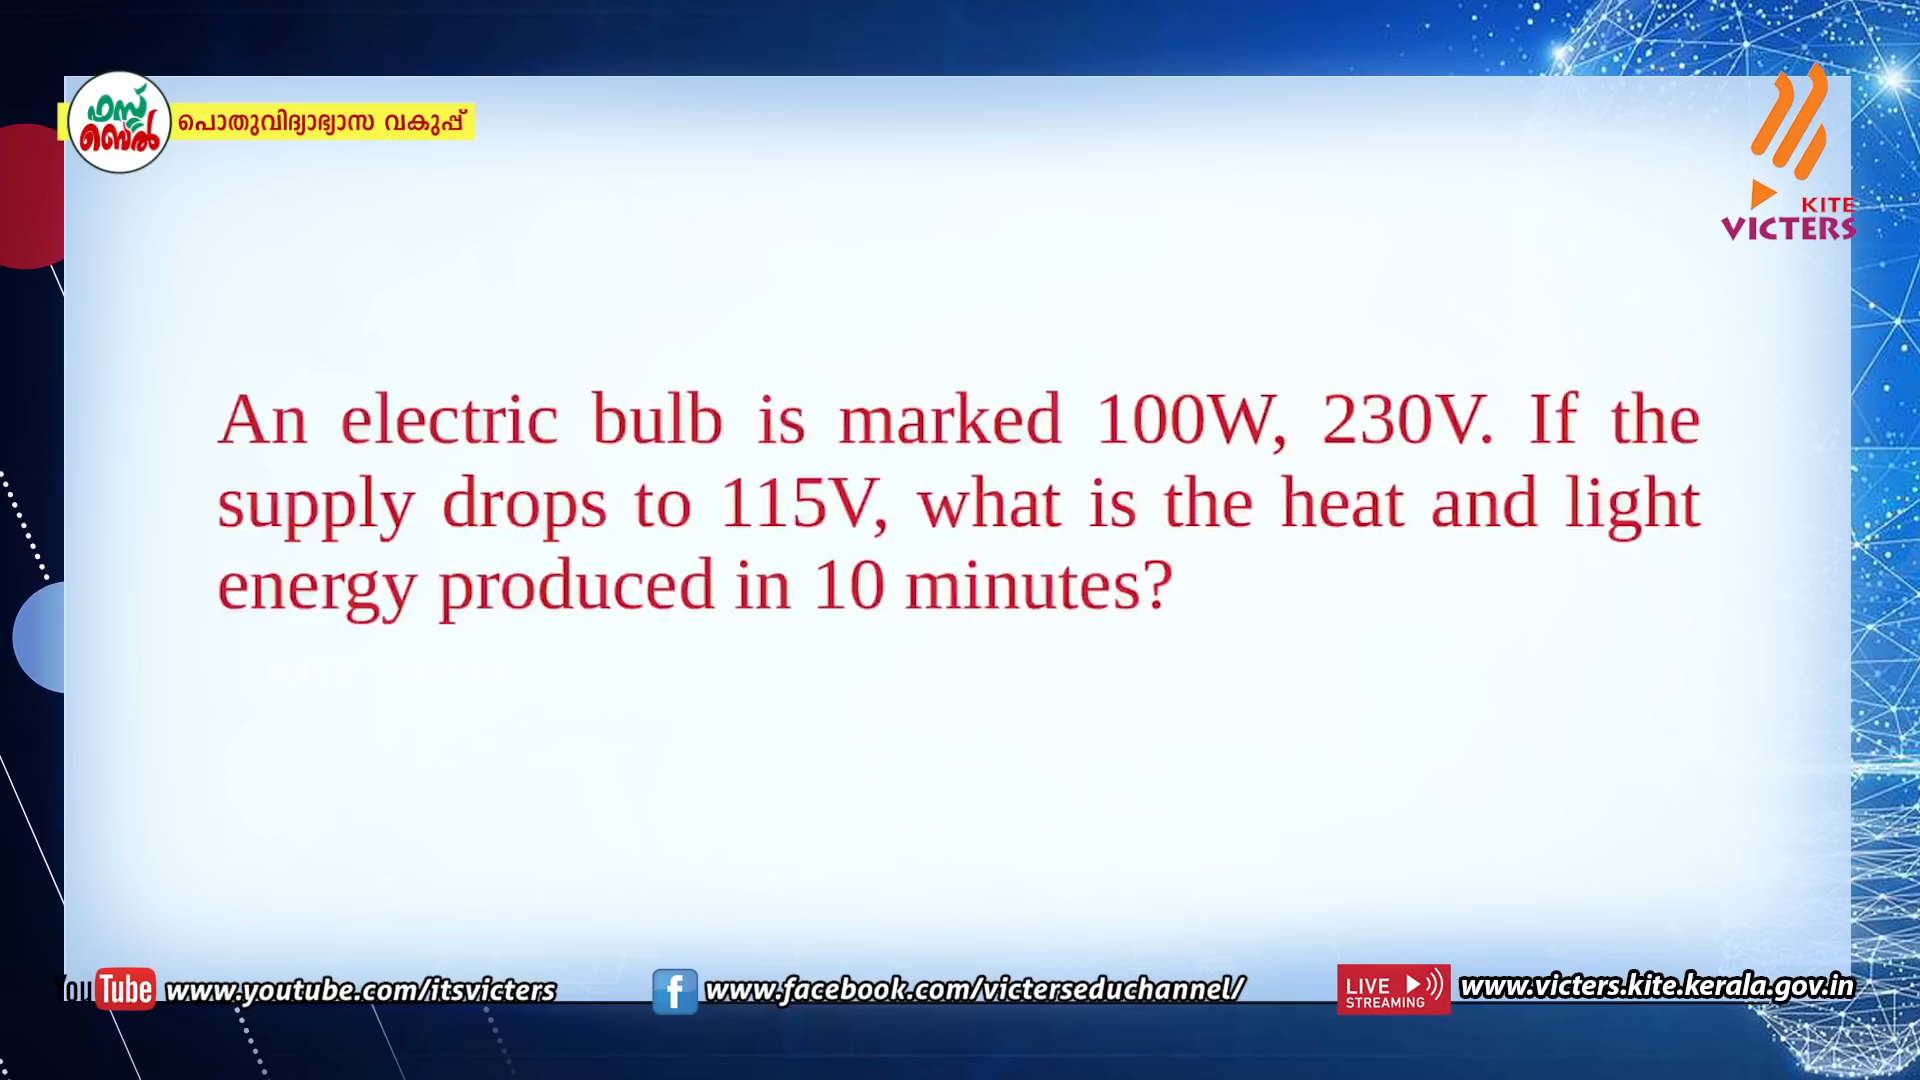 ഫസ്റ്റ്
ബെൽ
പൊതുവിദ്യാഭ്യാസ വകുപ്പ്
KITE
VICTERS
An electric bulb is marked 100W, 230V. If the
supply drops to 115V, what is the heat and light
energy produced in 10 minutes?
YouTube www.youtube.com/itsvicters
f www.facebook.com/victerseduchannel/
LIVE
STREAMING
www.victers.kite.kerala.gov.in